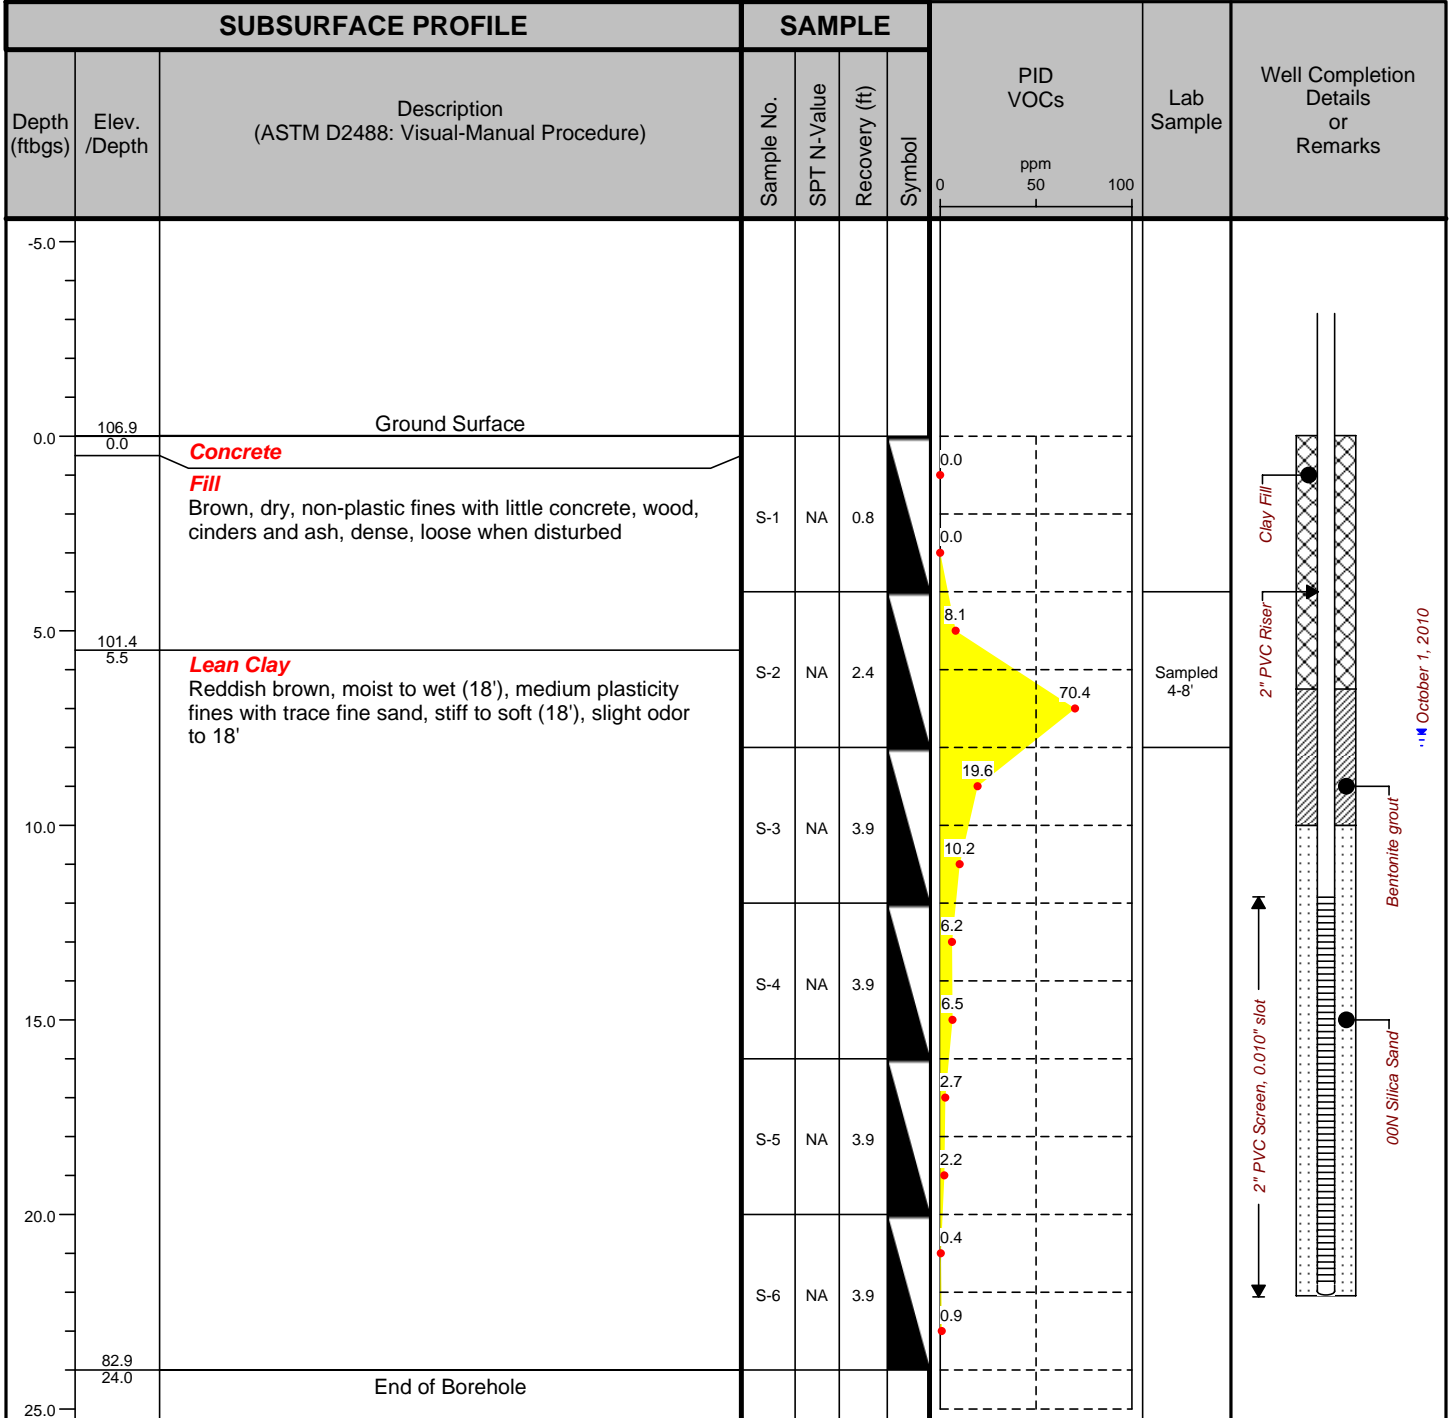 SUBSURFACE PROFILE
SAMPLE
Depth
(ftbgs)
Elev.
/Depth
Description
(ASTM D2488: Visual-Manual Procedure)
Sample No.
SPT N-Value
Recovery (ft)
Symbol
PID
VOCs
ppm
0 50 100
Lab
Sample
Well Completion
Details
or
Remarks
-5.0
0.0
5.0
10.0
15.0
20.0
25.0
106.9
0.0
101.4
5.5
82.9
24.0
Ground Surface
Concrete
Fill
Brown, dry, non-plastic fines with little concrete, wood,
cinders and ash, dense, loose when disturbed
Lean Clay
Reddish brown, moist to wet (18'), medium plasticity
fines with trace fine sand, stiff to soft (18'), slight odor
to 18'
End of Borehole
S-1 NA 0.8
S-2 NA 2.4
S-3 NA 3.9
S-4 NA 3.9
S-5 NA 3.9
S-6 NA 3.9
0.0
0.0
8.1
70.4
19.6
10.2
6.2
6.5
2.7
2.2
0.4
0.9
Sampled
4-8'
Clay Fill
2" PVC Riser
2" PVC Screen, 0.010" slot
Bentonite grout
00N Silica Sand
October 1, 2010